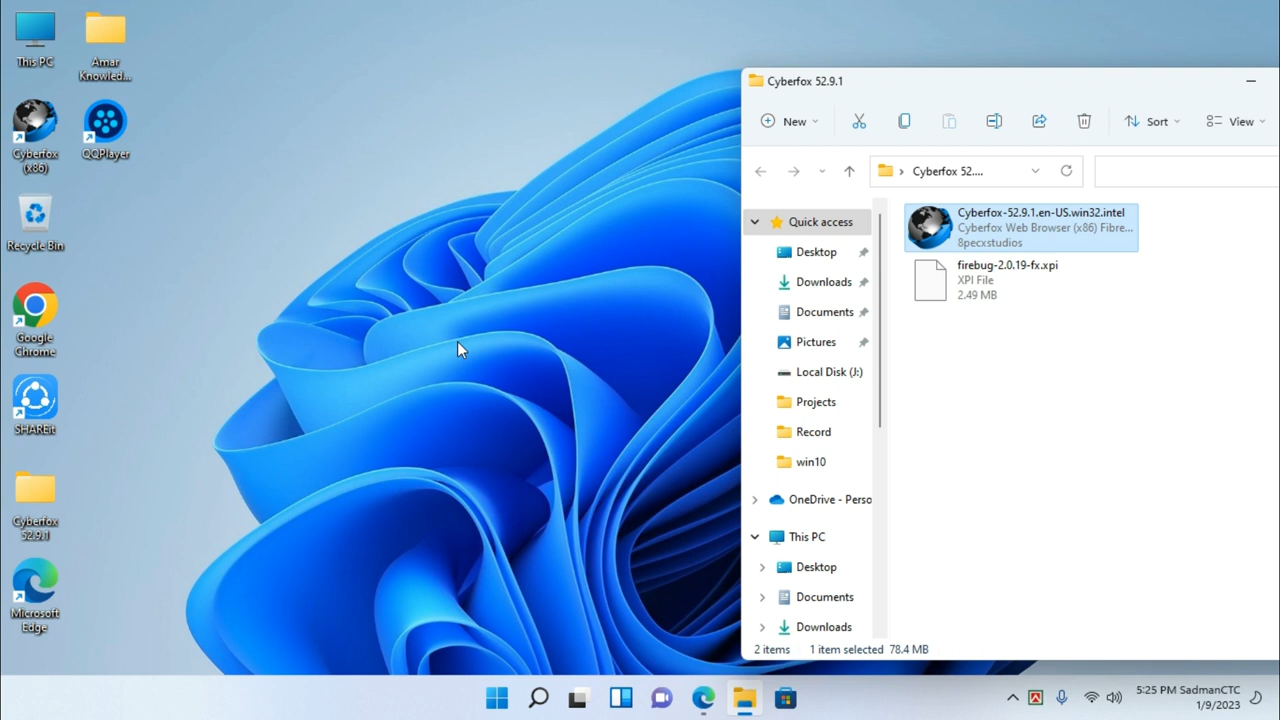 This PC
Amar
Knowled...
Cyberfox
(x86)
QQPlayer
Recycle Bin
Google
Chrome
SHAREit
Cyberfox
52.9.1
Microsoft
Edge
Cyberfox 52.9.1
New
Sort
View
Cyberfox 52....
Quick access
Desktop
Downloads
Documents
Pictures
Local Disk (J:)
Projects
Record
win10
OneDrive - Perso
This PC
Desktop
Documents
Downloads
Cyberfox-52.9.1.en-US.win32.intel
Cyberfox Web Browser (x86) Fibre...
8pecxstudios
firebug-2.0.19-fx.xpi
XPI File
2.49 MB
2 items
1 item selected 78.4 MB
5:25 PM SadmanCTC
1/9/2023